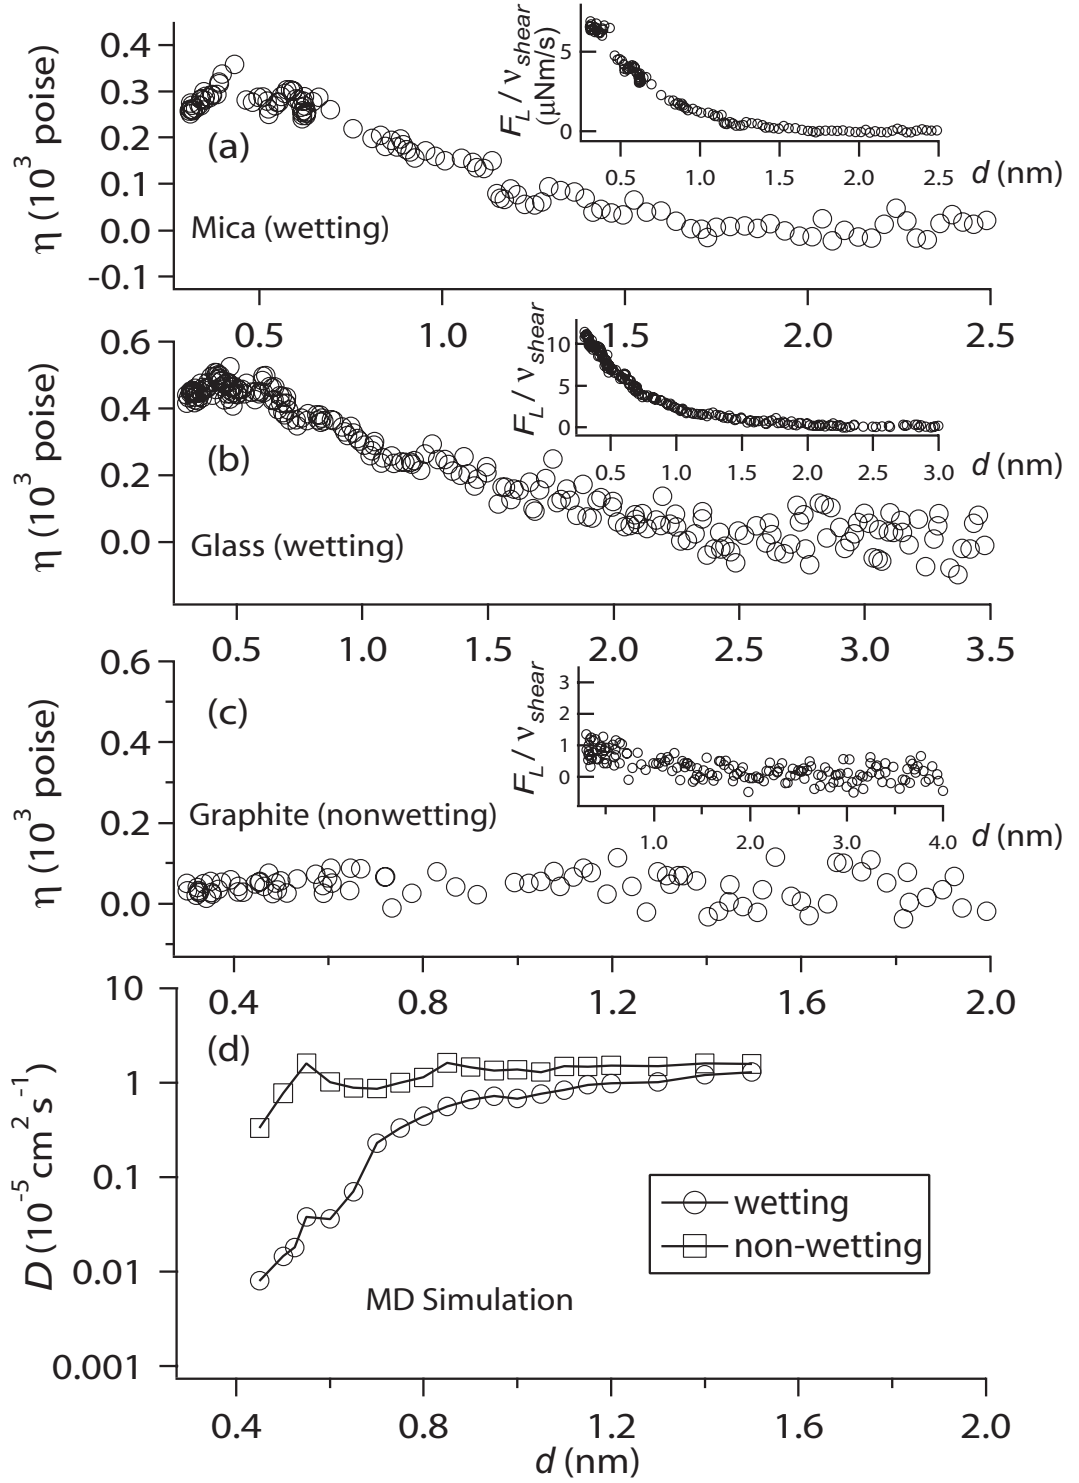 0.4
0.3
0.2
0.1
0.0
-0.1
η (10³ poise)
(a)
Mica (wetting)
F_L / ν_shear
(μNm/s)
5
0
0.5 1.0 1.5 2.0 2.5
d (nm)
0.5 1.0 1.5 2.0 2.5
0.6
0.4
0.2
0.0
η (10³ poise)
(b)
Glass (wetting)
F_L / ν_shear
10
5
0
0.5 1.0 1.5 2.0 2.5 3.0
d (nm)
0.5 1.0 1.5 2.0 2.5 3.0 3.5
0.6
0.4
0.2
0.0
η (10³ poise)
(c)
Graphite (nonwetting)
F_L / ν_shear
3
2
1
0
1.0 2.0 3.0 4.0
d (nm)
0.4 0.8 1.2 1.6 2.0
10
1
0.1
0.01
0.001
D (10⁻⁵ cm² s⁻¹)
(d)
wetting
non-wetting
MD Simulation
0.4 0.8 1.2 1.6 2.0
d (nm)